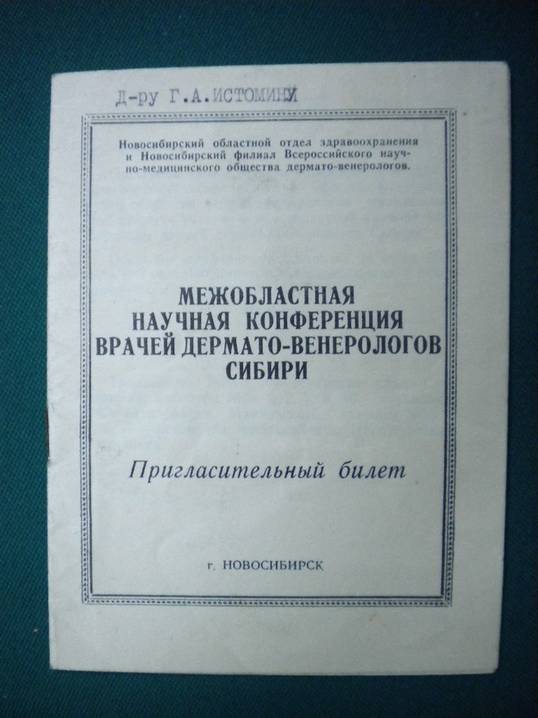 Д-ру Г.А.ИСТОМИНУ
Новосибирский областной отдел здравоохранения
и Новосибирский филиал Всероссийского науч-
но-медицинского общества дермато-венерологов.
МЕЖОБЛАСТНАЯ
НАУЧНАЯ КОНФЕРЕНЦИЯ
ВРАЧЕЙ ДЕРМАТО-ВЕНЕРОЛОГОВ
СИБИРИ
Пригласительный билет
г. НОВОСИБИРСК